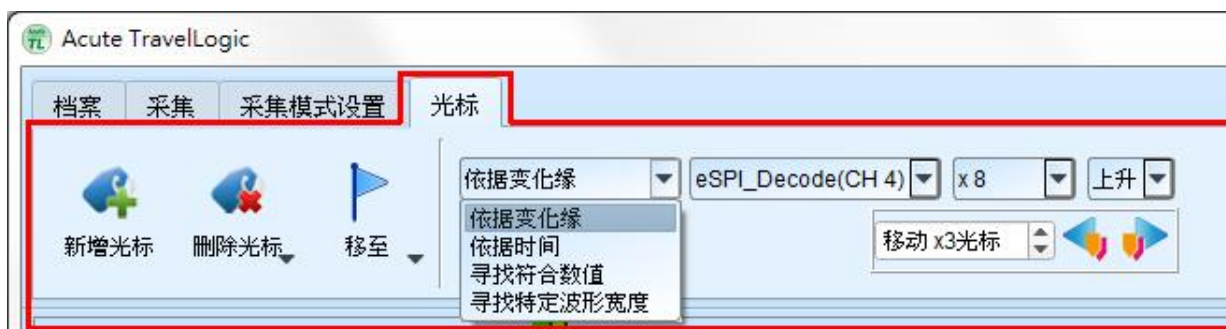 Acute TravelLogic
档案 采集 采集模式设置 光标
依据变化缘 eSPI_Decode(CH 4) x 8 上升
依据变化缘
依据时间
寻找符合数值
寻找特定波形宽度
新增光标 删除光标 移至
移动 x3光标